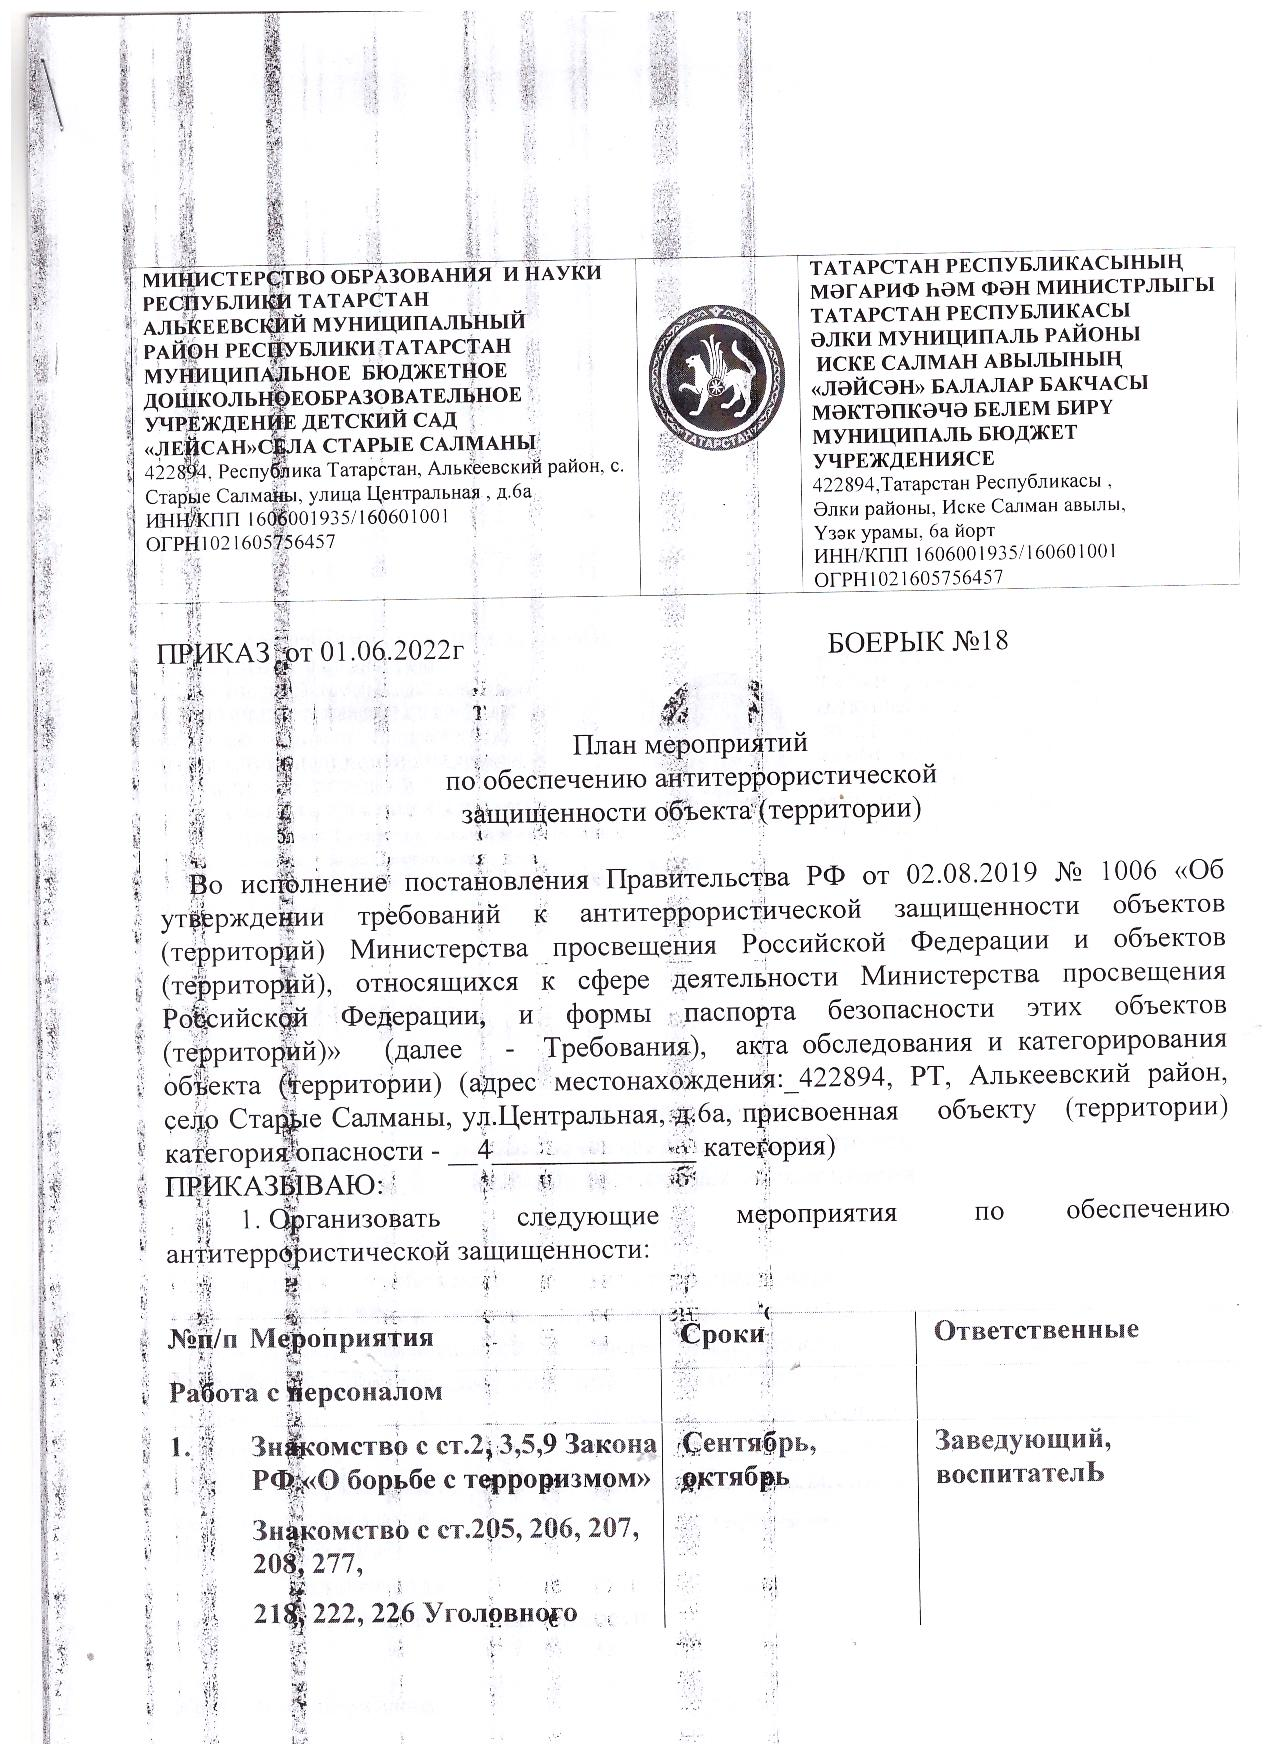 МИНИСТЕРСТВО ОБРАЗОВАНИЯ И НАУКИ
РЕСПУБЛИКИ ТАТАРСТАН
АЛЬКЕЕВСКИЙ МУНИЦИПАЛЬНЫЙ
РАЙОН РЕСПУБЛИКИ ТАТАРСТАН
МУНИЦИПАЛЬНОЕ БЮДЖЕТНОЕ
ДОШКОЛЬНОЕОБРАЗОВАТЕЛЬНОЕ
УЧРЕЖДЕНИЕ ДЕТСКИЙ САД
«ЛЕЙСАН»СЕЛА СТАРЫЕ САЛМАНЫ
422894, Республика Татарстан, Алькеевский район, с.
Старые Салманы, улица Центральная , д.6а
ИНН/КПП 1606001935/160601001
ОГРН1021605756457
ТАТАРСТАН
ТАТАРСТАН РЕСПУБЛИКАСЫНЫҢ
МӘГАРИФ ҺӘМ ФӘН МИНИСТРЛЫГЫ
ТАТАРСТАН РЕСПУБЛИКАСЫ
ӘЛКИ МУНИЦИПАЛЬ РАЙОНЫ
ИСКЕ САЛМАН АВЫЛЫНЫҢ
«ЛӘЙСӘН» БАЛАЛАР БАКЧАСЫ
МӘКТӘПКӘЧӘ БЕЛЕМ БИРҮ
МУНИЦИПАЛЬ БЮДЖЕТ
УЧРЕЖДЕНИЯСЕ
422894,Татарстан Республикасы ,
Әлки районы, Иске Салман авылы,
Үзәк урамы, 6а йорт
ИНН/КПП 1606001935/160601001
ОГРН1021605756457
ПРИКАЗ от 01.06.2022г БОЕРЫК №18
План мероприятий
по обеспечению антитеррористической
защищенности объекта (территории)
Во исполнение постановления Правительства РФ от 02.08.2019 № 1006 «Об
утверждении требований к антитеррористической защищенности объектов
(территорий) Министерства просвещения Российской Федерации и объектов
(территорий), относящихся к сфере деятельности Министерства просвещения
Российской Федерации, и формы паспорта безопасности этих объектов
(территорий)» (далее - Требования), акта обследования и категорирования
объекта (территории) (адрес местонахождения:_422894, РТ, Алькеевский район,
село Старые Салманы, ул.Центральная, д.6а, присвоенная объекту (территории)
категория опасности - __4______________ категория)
ПРИКАЗЫВАЮ:
1. Организовать следующие мероприятия по обеспечению
антитеррористической защищенности:
№п/п Мероприятия Сроки Ответственные
Работа с персоналом
1. Знакомство с ст.2, 3,5,9 Закона Сентябрь, Заведующий,
РФ «О борьбе с терроризмом» октябрь воспитателЬ
Знакомство с ст.205, 206, 207,
208, 277,
218, 222, 226 Уголовного